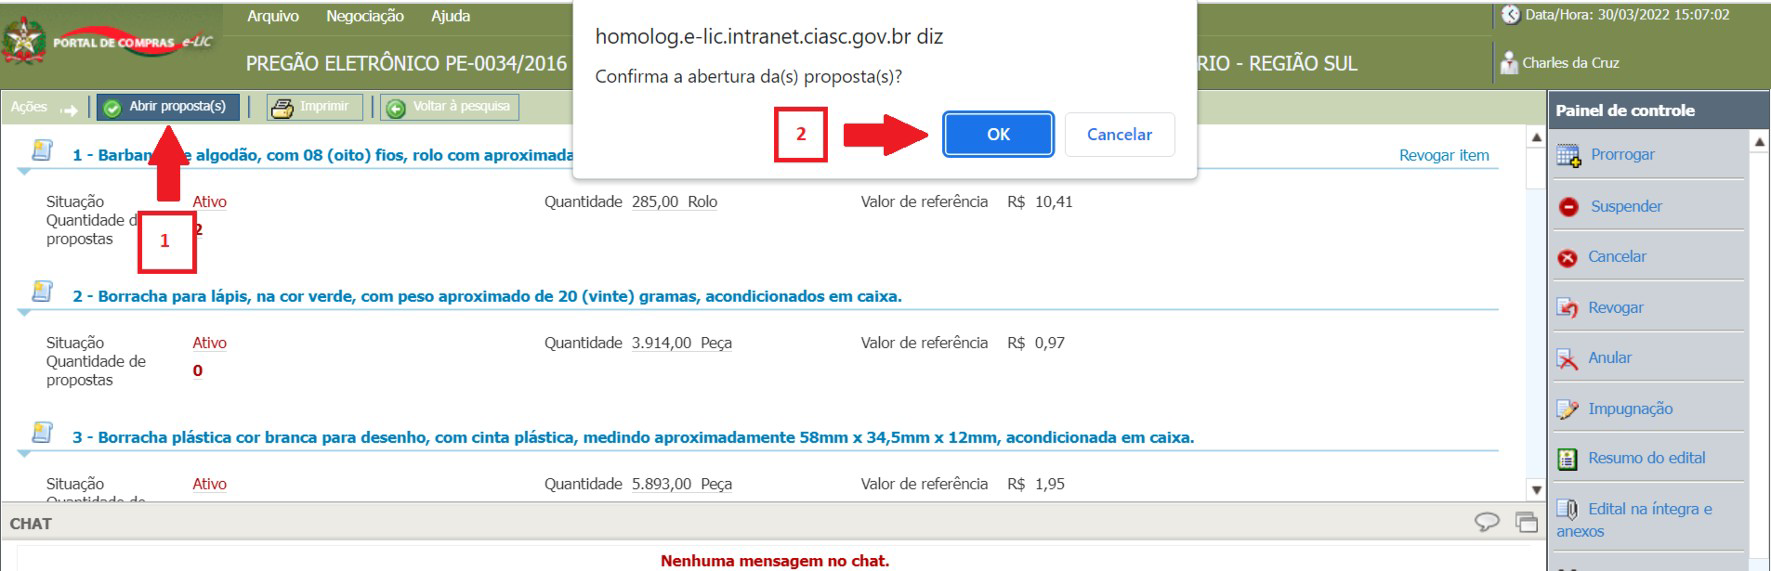 Arquivo Negociação Ajuda
PORTAL DE COMPRAS e-LIC
PREGÃO ELETRÔNICO PE-0034/2016
RIO - REGIÃO SUL
Data/Hora: 30/03/2022 15:07:02
Charles da Cruz
homolog.e-lic.intranet.ciasc.gov.br diz
Confirma a abertura da(s) proposta(s)?
2
OK
Cancelar
Ações
Abrir proposta(s)
Imprimir
Voltar à pesquisa
1 - Barban e algodão, com 08 (oito) fios, rolo com aproximada
Revogar item
Situação Ativo Quantidade 285,00 Rolo Valor de referência R$ 10,41
Quantidade d
propostas 2
1
2 - Borracha para lápis, na cor verde, com peso aproximado de 20 (vinte) gramas, acondicionados em caixa.
Situação Ativo Quantidade 3.914,00 Peça Valor de referência R$ 0,97
Quantidade de
propostas 0
3 - Borracha plástica cor branca para desenho, com cinta plástica, medindo aproximadamente 58mm x 34,5mm x 12mm, acondicionada em caixa.
Situação Ativo Quantidade 5.893,00 Peça Valor de referência R$ 1,95
Quantidade de
CHAT
Nenhuma mensagem no chat.
Painel de controle
Prorrogar
Suspender
Cancelar
Revogar
Anular
Impugnação
Resumo do edital
Edital na íntegra e
anexos